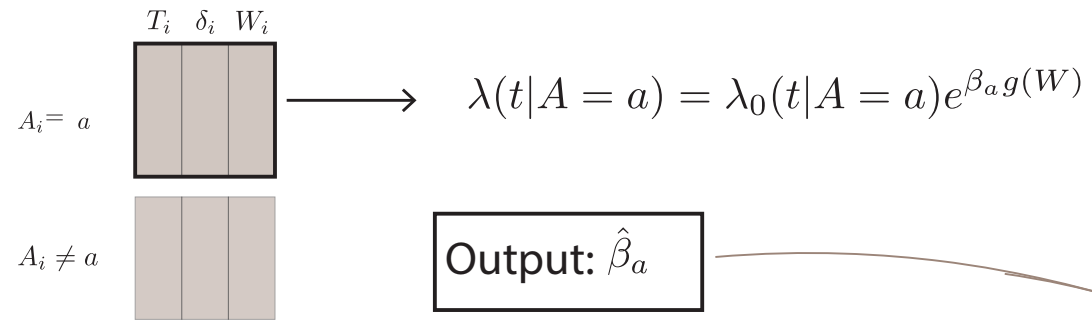 T_i δ_i W_i
A_i = a
λ(t|A = a) = λ_0(t|A = a)e^{β_a g(W)}
A_i ≠ a
Output: β̂_a